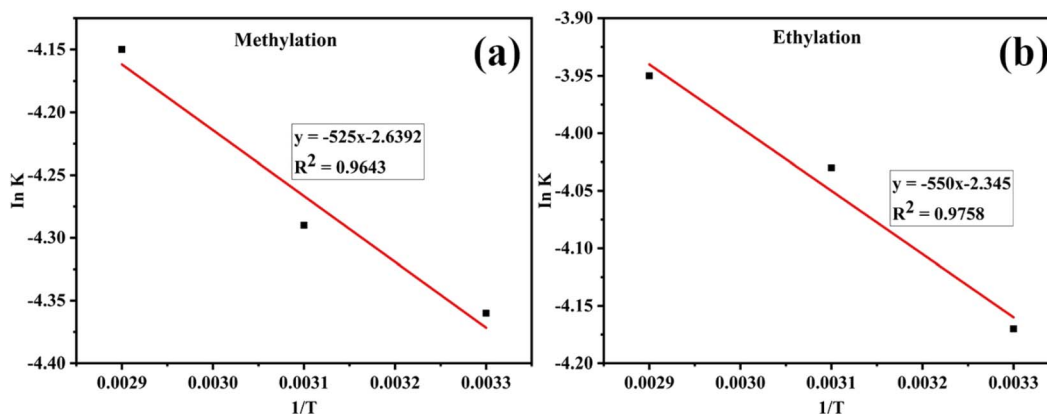 Methylation
(a)
-4.15
-4.20
-4.25
-4.30
-4.35
-4.40
In K
y = -525x-2.6392
R² = 0.9643
0.0029
0.0030
0.0031
0.0032
0.0033
1/T
Ethylation
(b)
-3.90
-3.95
-4.00
-4.05
-4.10
-4.15
-4.20
In K
y = -550x-2.345
R² = 0.9758
0.0029
0.0030
0.0031
0.0032
0.0033
1/T